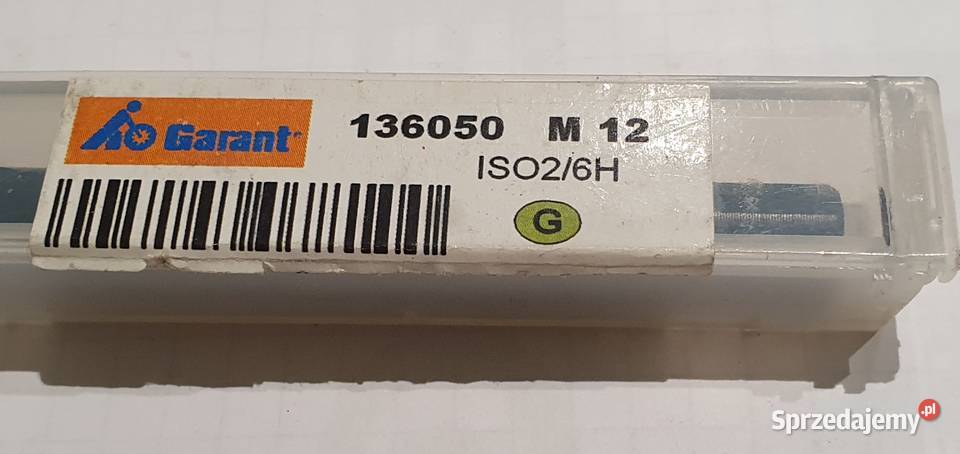 Garant
136050 M 12
ISO2/6H
G
Sprzedajemy.pl